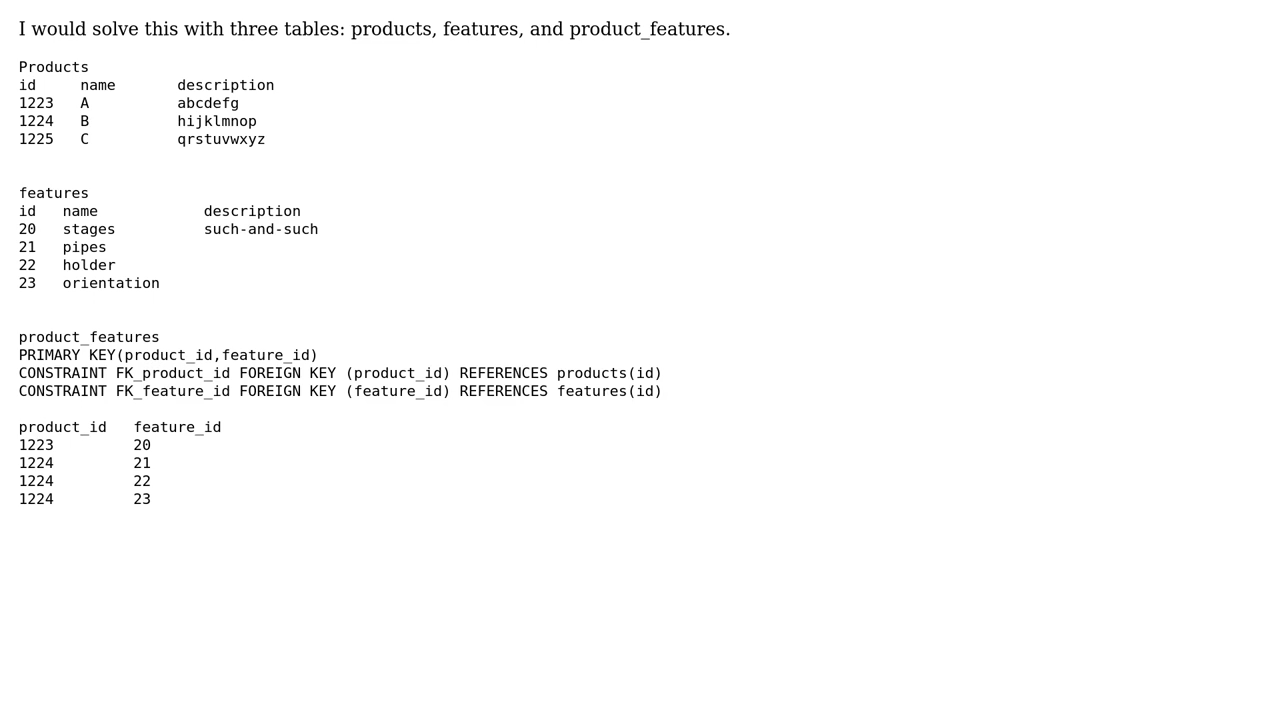 I would solve this with three tables: products, features, and product_features.
Products
id     name       description
1223   A          abcdefg
1224   B          hijklmnop
1225   C          qrstuvwxyz
features
id   name            description
20   stages          such-and-such
21   pipes
22   holder
23   orientation
product_features
PRIMARY KEY(product_id,feature_id)
CONSTRAINT FK_product_id FOREIGN KEY (product_id) REFERENCES products(id)
CONSTRAINT FK_feature_id FOREIGN KEY (feature_id) REFERENCES features(id)
product_id   feature_id
1223         20
1224         21
1224         22
1224         23